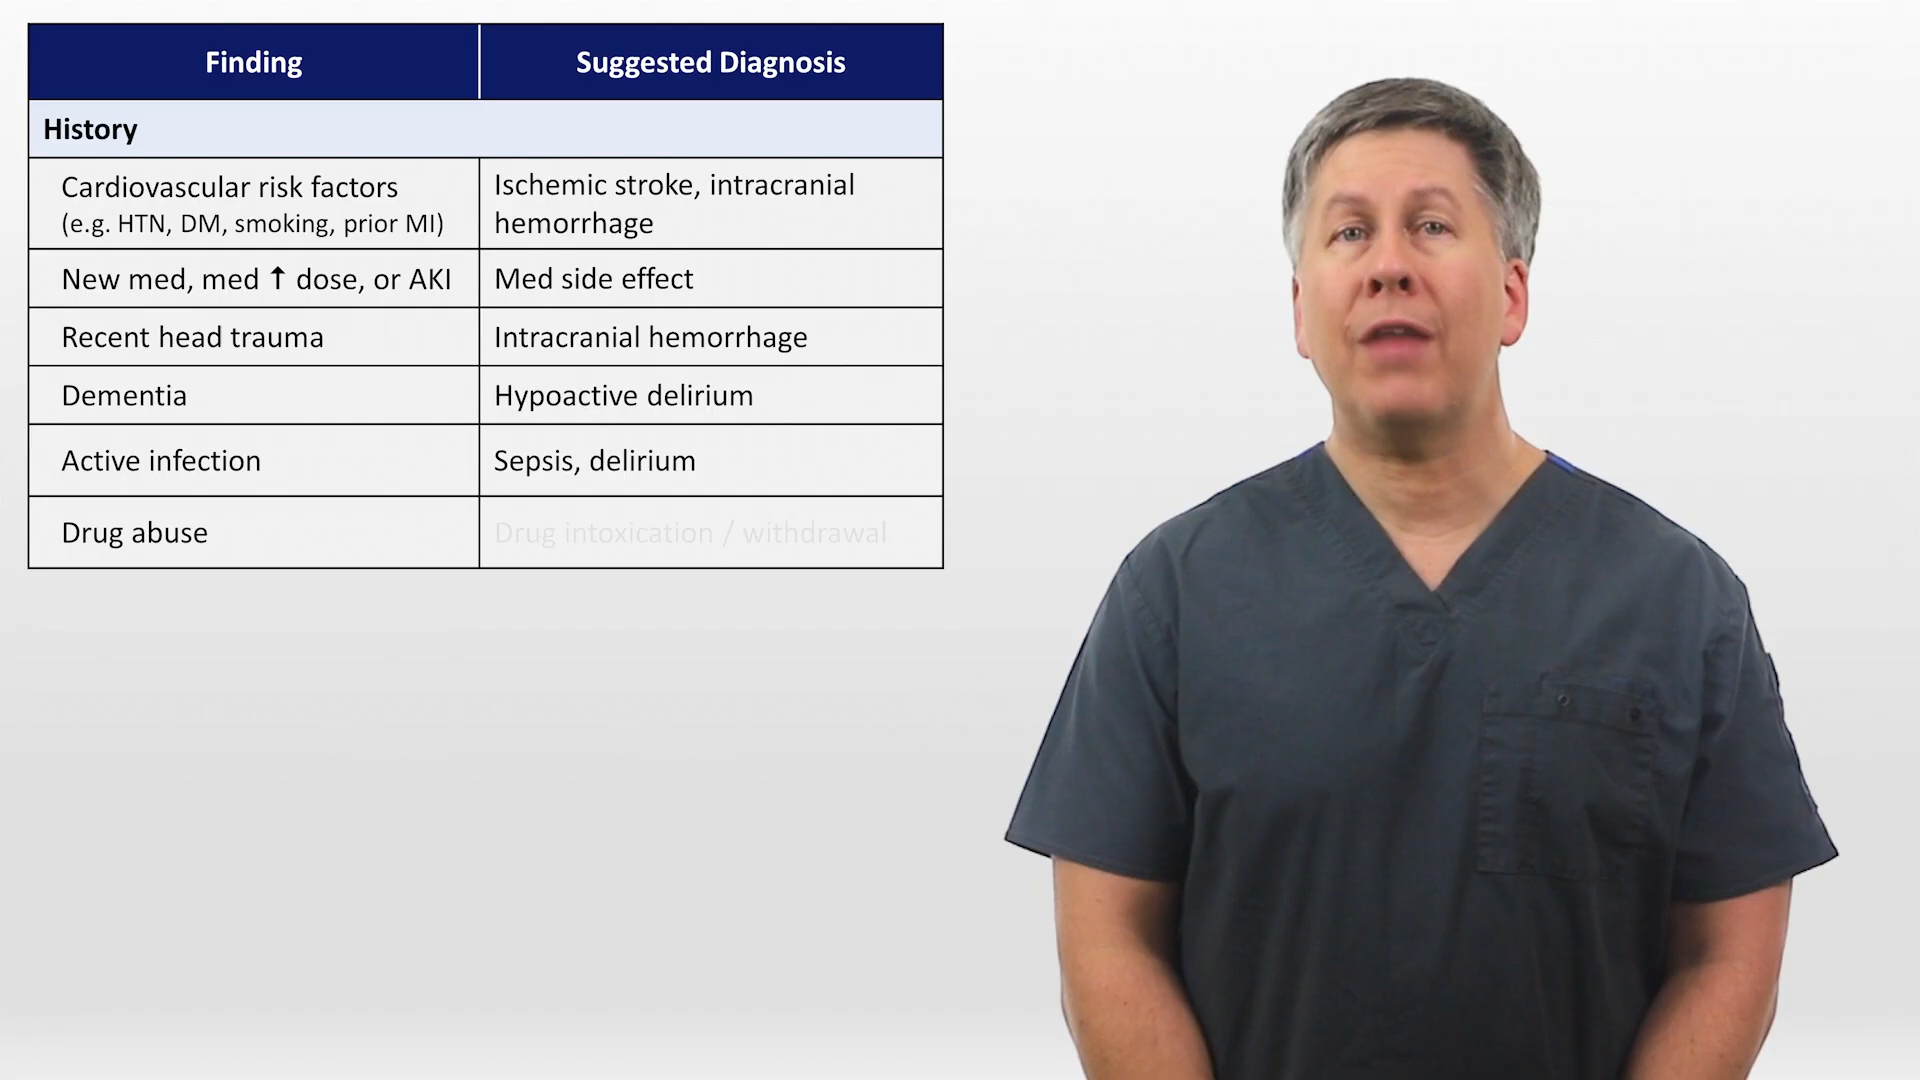 Finding
Suggested Diagnosis
History
Cardiovascular risk factors
(e.g. HTN, DM, smoking, prior MI)
Ischemic stroke, intracranial
hemorrhage
New med, med ↑ dose, or AKI
Med side effect
Recent head trauma
Intracranial hemorrhage
Dementia
Hypoactive delirium
Active infection
Sepsis, delirium
Drug abuse
Drug intoxication / withdrawal